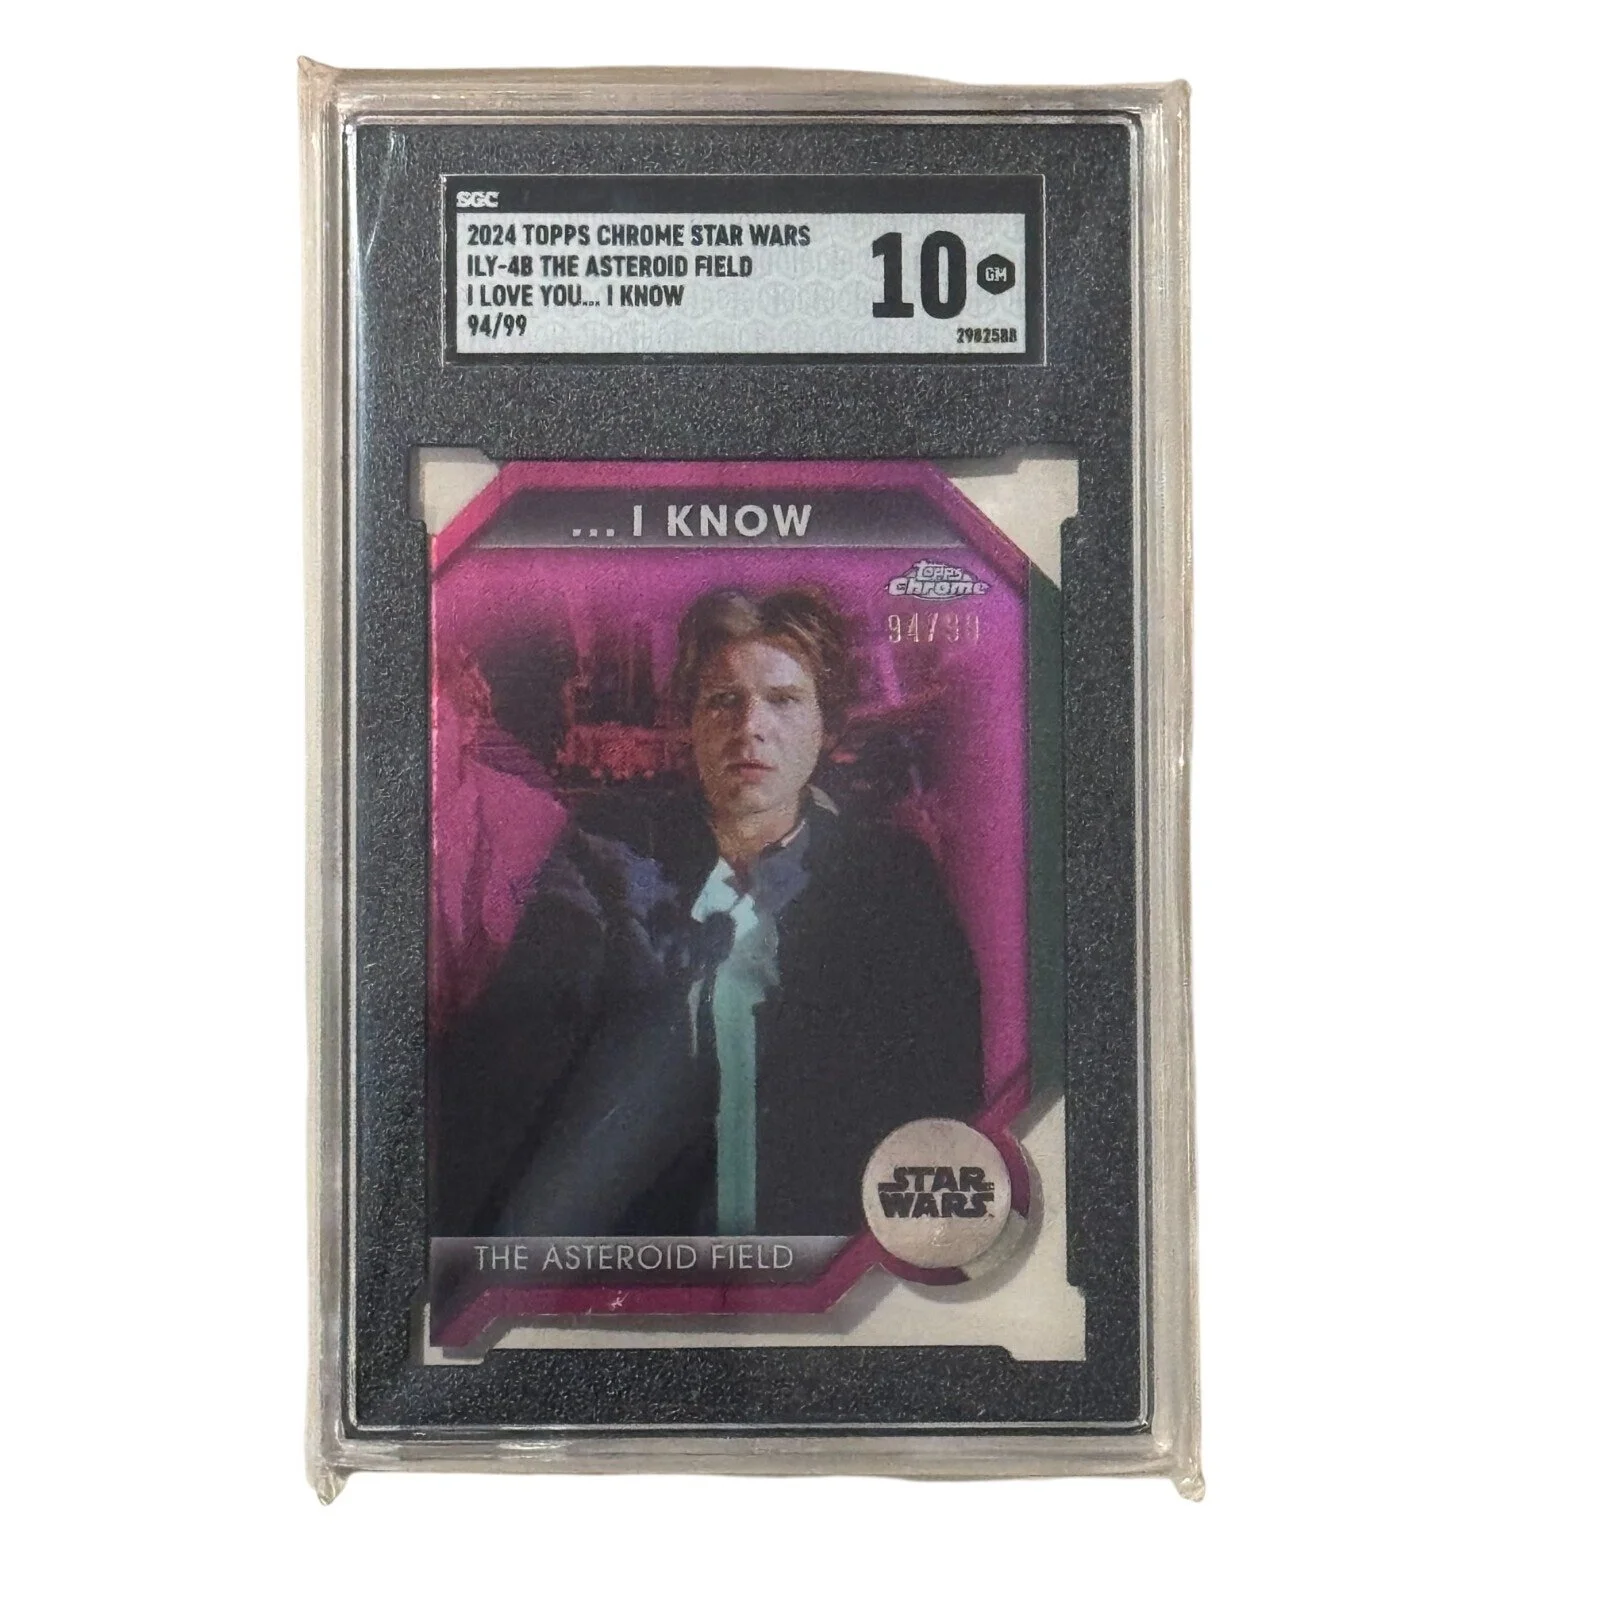 SGC
2024 TOPPS CHROME STAR WARS
ILY-4B THE ASTEROID FIELD
I LOVE YOU... I KNOW
94/99
10
GM
2982588
... I KNOW
topps
Chrome
94/99
STAR
WARS
THE ASTEROID FIELD